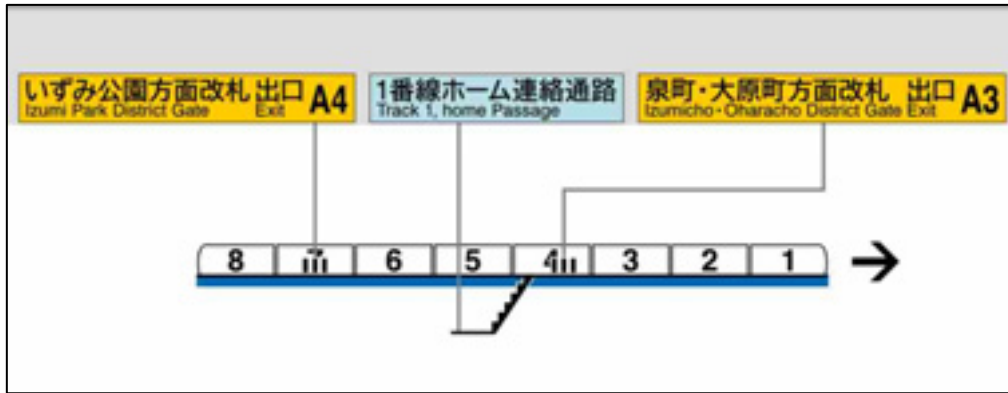 いずみ公園方面改札 出口 A4
Izumi Park District Gate Exit
1番線ホーム連絡通路
Track 1, home Passage
泉町・大原町方面改札 出口 A3
Izumicho・Oharacho District Gate Exit
8 7 6 5 4 3 2 1